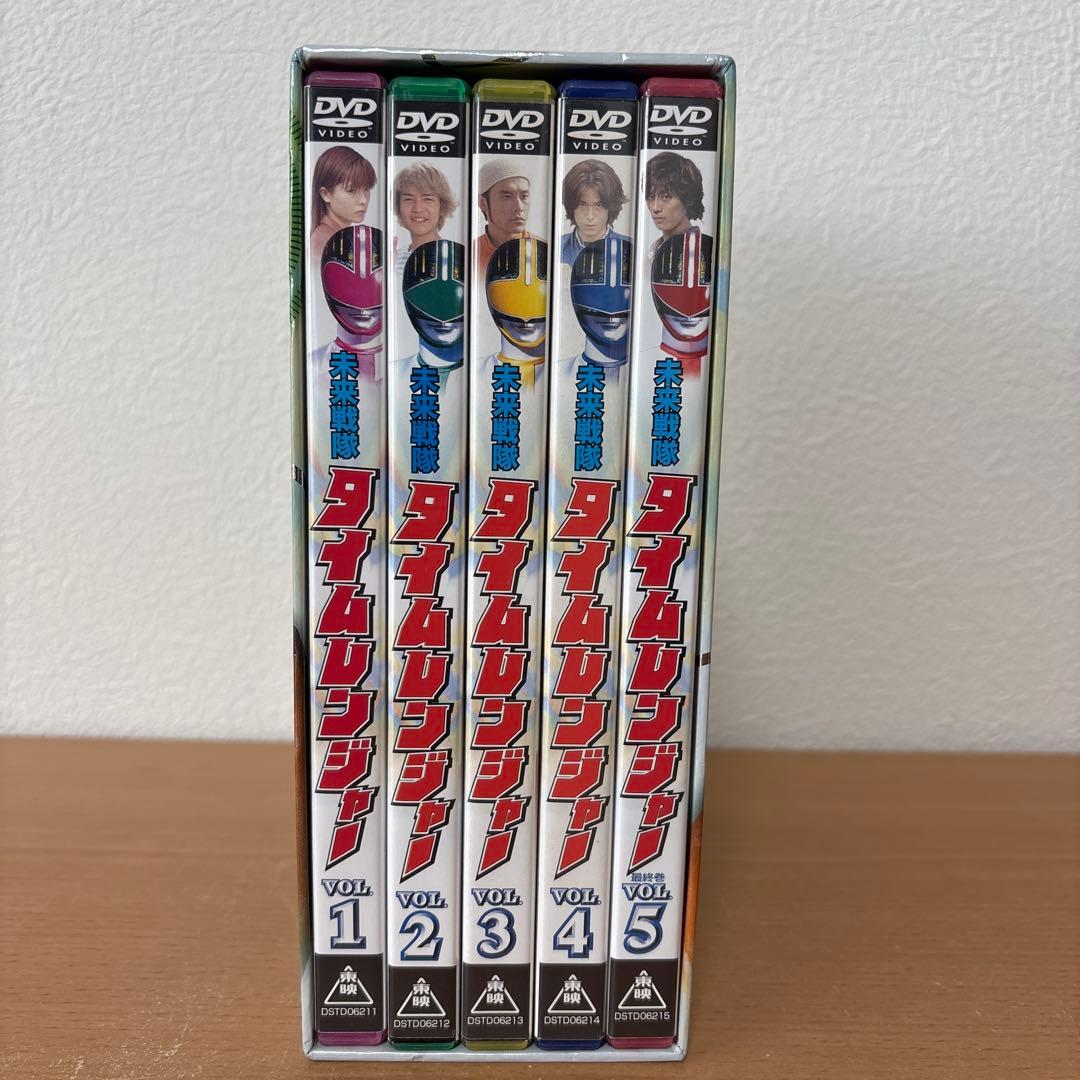 DVD
VIDEO
未来戦隊
タイムレンジャー
VOL.
1
東映
DSTD06211
DVD
VIDEO
未来戦隊
タイムレンジャー
VOL.
2
東映
DSTD06212
DVD
VIDEO
未来戦隊
タイムレンジャー
VOL.
3
東映
DSTD06213
DVD
VIDEO
未来戦隊
タイムレンジャー
VOL.
4
東映
DSTD06214
DVD
VIDEO
未来戦隊
タイムレンジャー
最終巻
VOL.
5
東映
DSTD06215